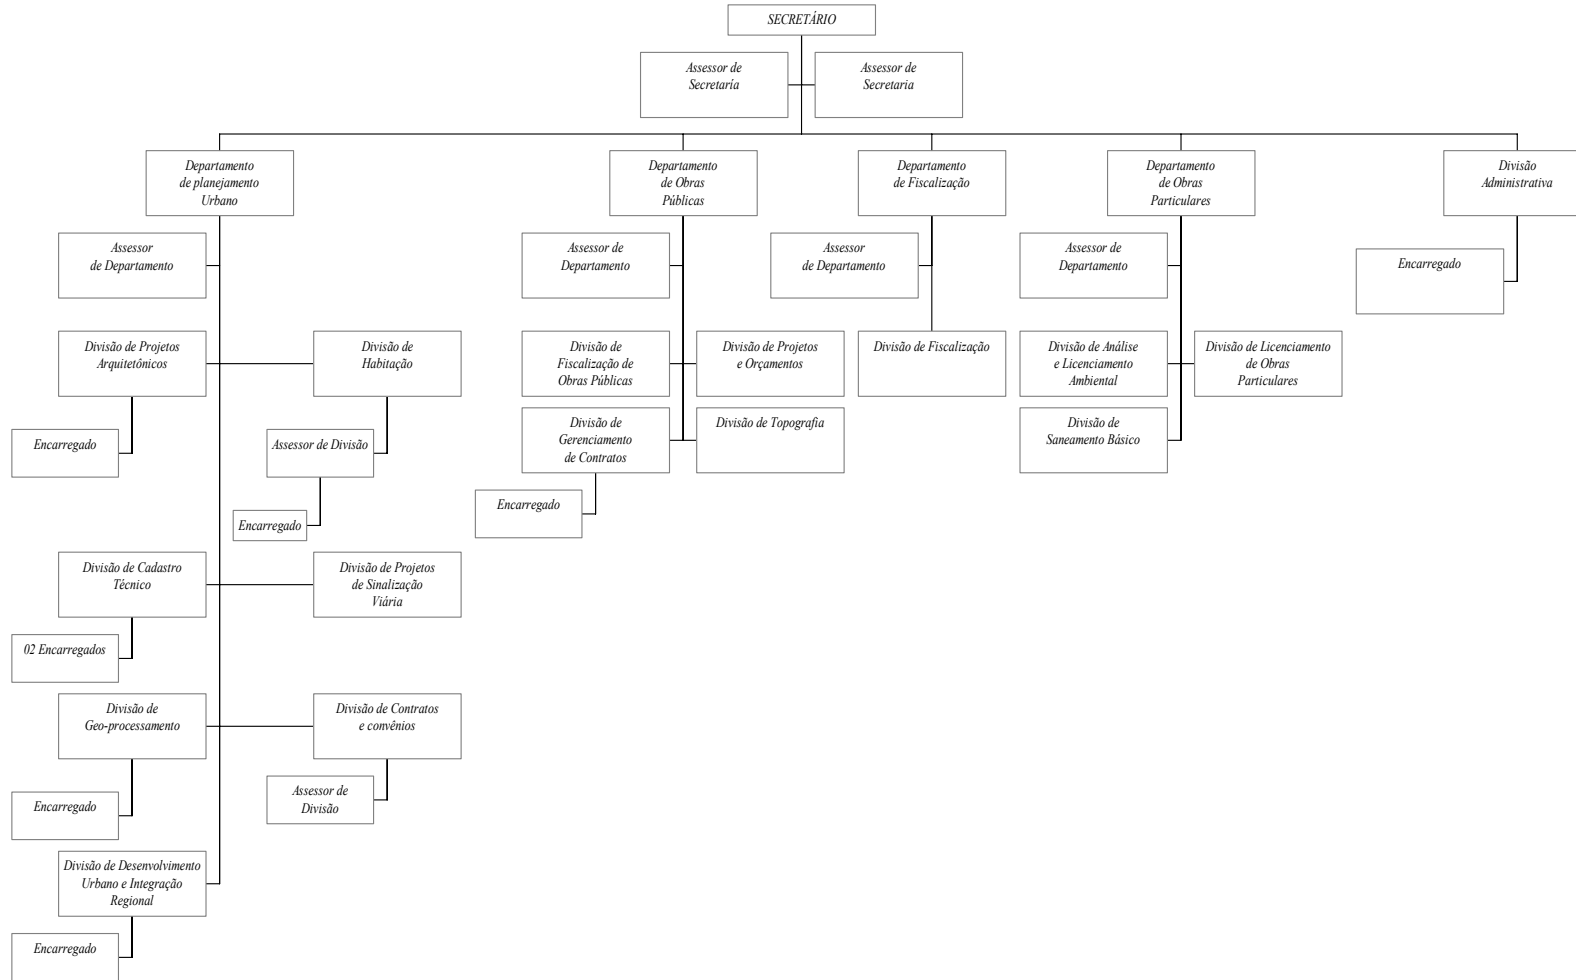 SECRETÁRIO
Assessor de
Secretaría
Assessor de
Secretaria
Departamento
de planejamento
Urbano
Departamento
de Obras
Públicas
Departamento
de Fiscalização
Departamento
de Obras
Particulares
Divisão
Administrativa
Assessor
de Departamento
Assessor de
Departamento
Assessor
de Departamento
Assessor de
Departamento
Encarregado
Divisão de Projetos
Arquitetônicos
Divisão de
Habitação
Divisão de
Fiscalização de
Obras Públicas
Divisão de Projetos
e Orçamentos
Divisão de Fiscalização
Divisão de Análise
e Licenciamento
Ambiental
Divisão de Licenciamento
de Obras
Particulares
Encarregado
Assessor de Divisão
Divisão de
Gerenciamento
de Contratos
Divisão de Topografia
Divisão de
Saneamento Básico
Encarregado
Encarregado
Divisão de Cadastro
Técnico
Divisão de Projetos
de Sinalização
Viária
02 Encarregados
Divisão de
Geo-processamento
Divisão de Contratos
e convênios
Encarregado
Assessor de
Divisão
Divisão de Desenvolvimento
Urbano e Integração
Regional
Encarregado